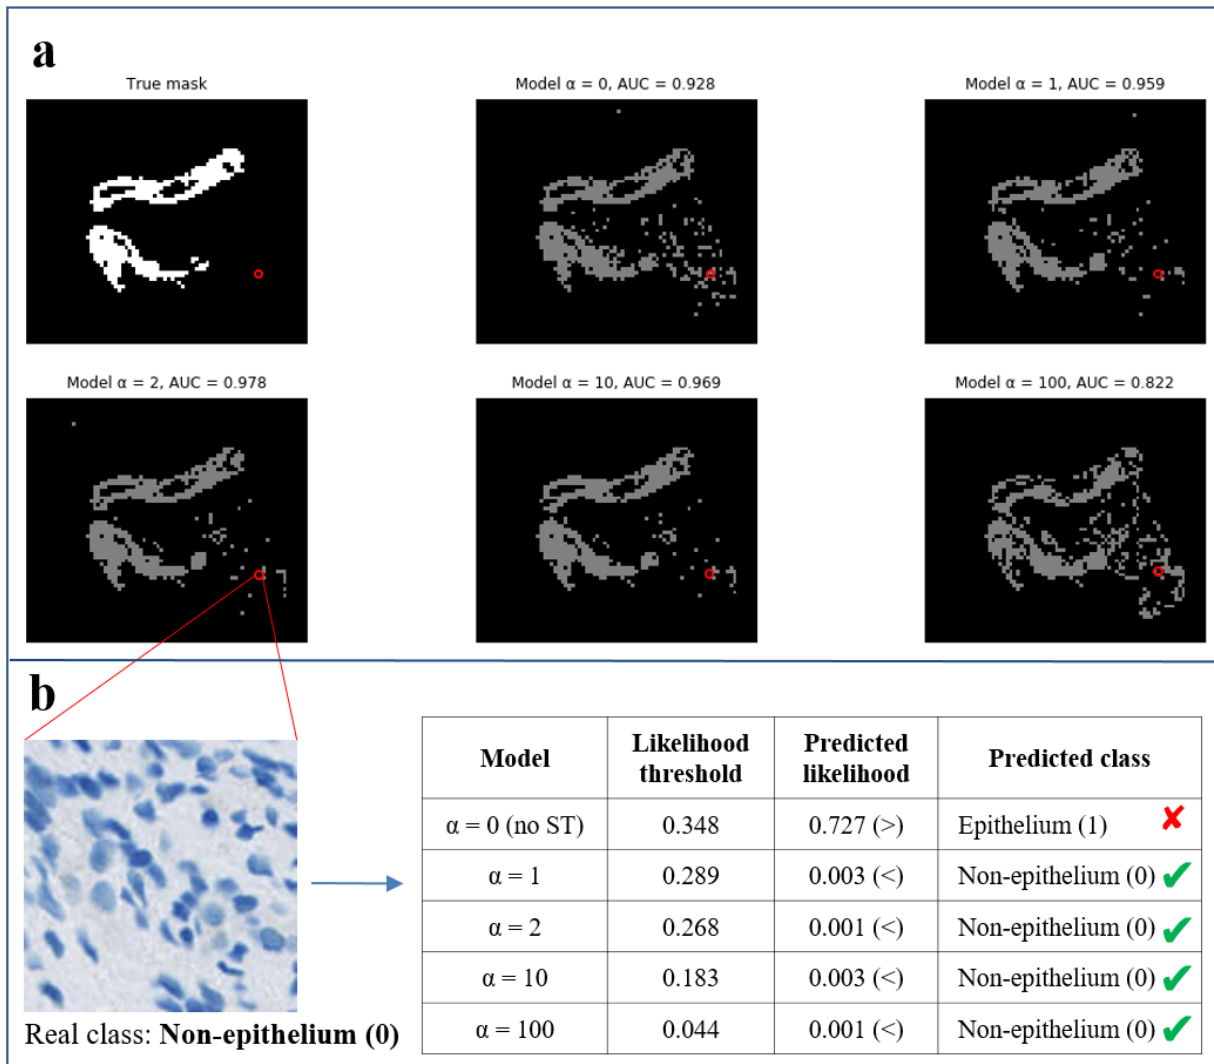 a
True mask
Model α = 0, AUC = 0.928
Model α = 1, AUC = 0.959
Model α = 2, AUC = 0.978
Model α = 10, AUC = 0.969
Model α = 100, AUC = 0.822
b
Real class: Non-epithelium (0)
Model Likelihood threshold Predicted likelihood Predicted class
α = 0 (no ST) 0.348 0.727 (>) Epithelium (1) ✘
α = 1 0.289 0.003 (<) Non-epithelium (0) ✔
α = 2 0.268 0.001 (<) Non-epithelium (0) ✔
α = 10 0.183 0.003 (<) Non-epithelium (0) ✔
α = 100 0.044 0.001 (<) Non-epithelium (0) ✔